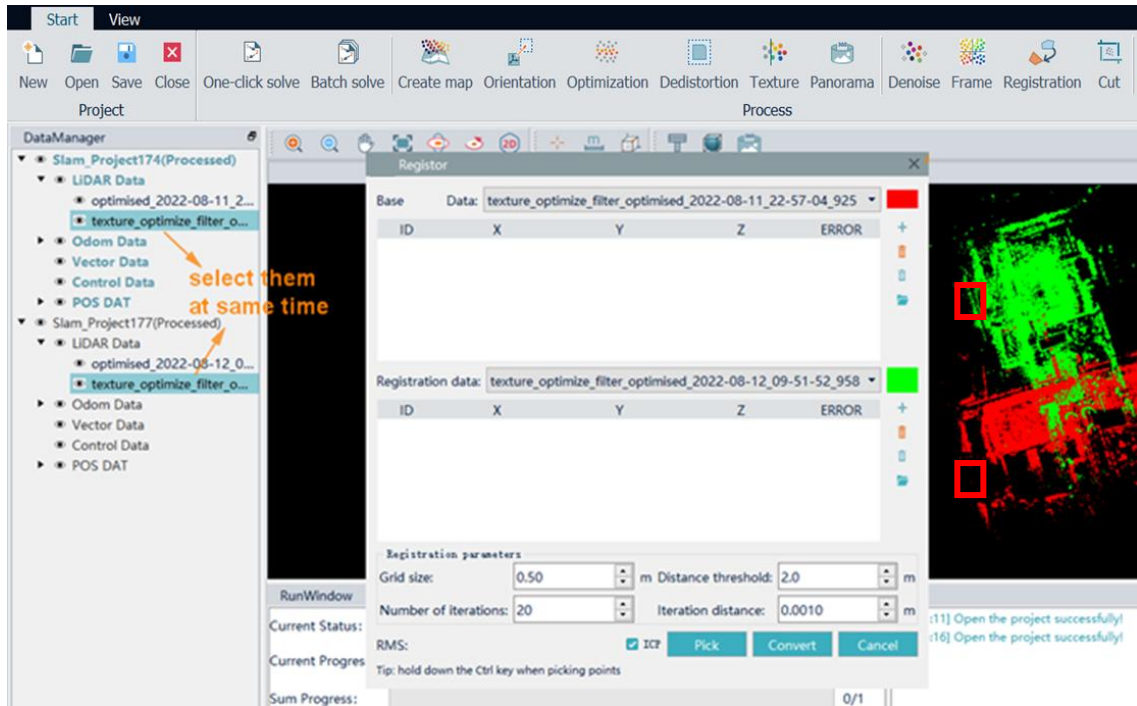 Start View
New Open Save Close One-click solve Batch solve Create map Orientation Optimization Dedistortion Texture Panorama Denoise Frame Registration Cut
Project Process
DataManager
Slam_Project174(Processed)
LiDAR Data
optimised_2022-08-11_2...
texture_optimize_filter_o...
Odom Data
Vector Data
Control Data
POS DAT
select them
at same time
Slam_Project177(Processed)
LiDAR Data
optimised_2022-08-12_0...
texture_optimize_filter_o...
Odom Data
Vector Data
Control Data
POS DAT
2D
m
Registor
Base Data: texture_optimize_filter_optimised_2022-08-11_22-57-04_925
ID X Y Z ERROR
Registration data: texture_optimize_filter_optimised_2022-08-12_09-51-52_958
ID X Y Z ERROR
Registration parameters
Grid size: 0.50 m Distance threshold: 2.0 m
Number of iterations: 20 Iteration distance: 0.0010 m
RMS: ICP Pick Convert Cancel
Tip: hold down the Ctrl key when picking points
RunWindow
Current Status:
Current Progres
Sum Progress: 0/1
:11] Open the project successfully!
:16] Open the project successfully!